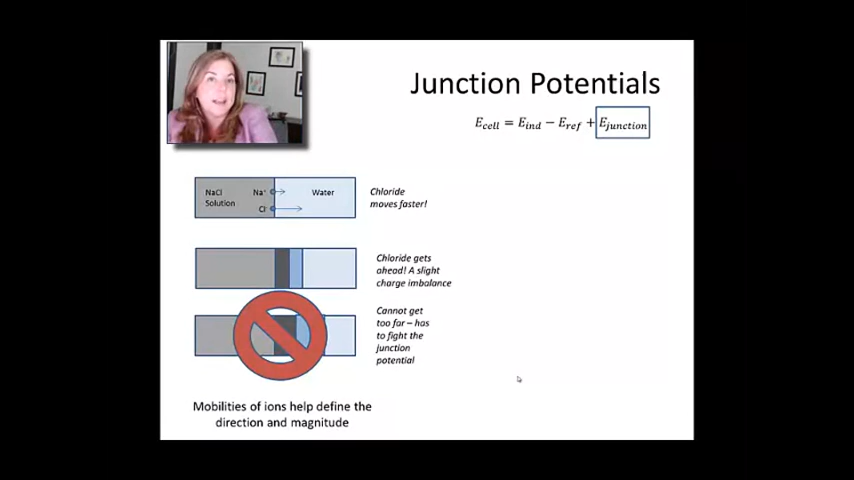 Junction Potentials
E_cell = E_ind − E_ref + E_junction
NaCl
Solution
Na⁺
Cl⁻
Water
Chloride
moves faster!
Chloride gets
ahead! A slight
charge imbalance
Cannot get
too far – has
to fight the
junction
potential
Mobilities of ions help define the
direction and magnitude